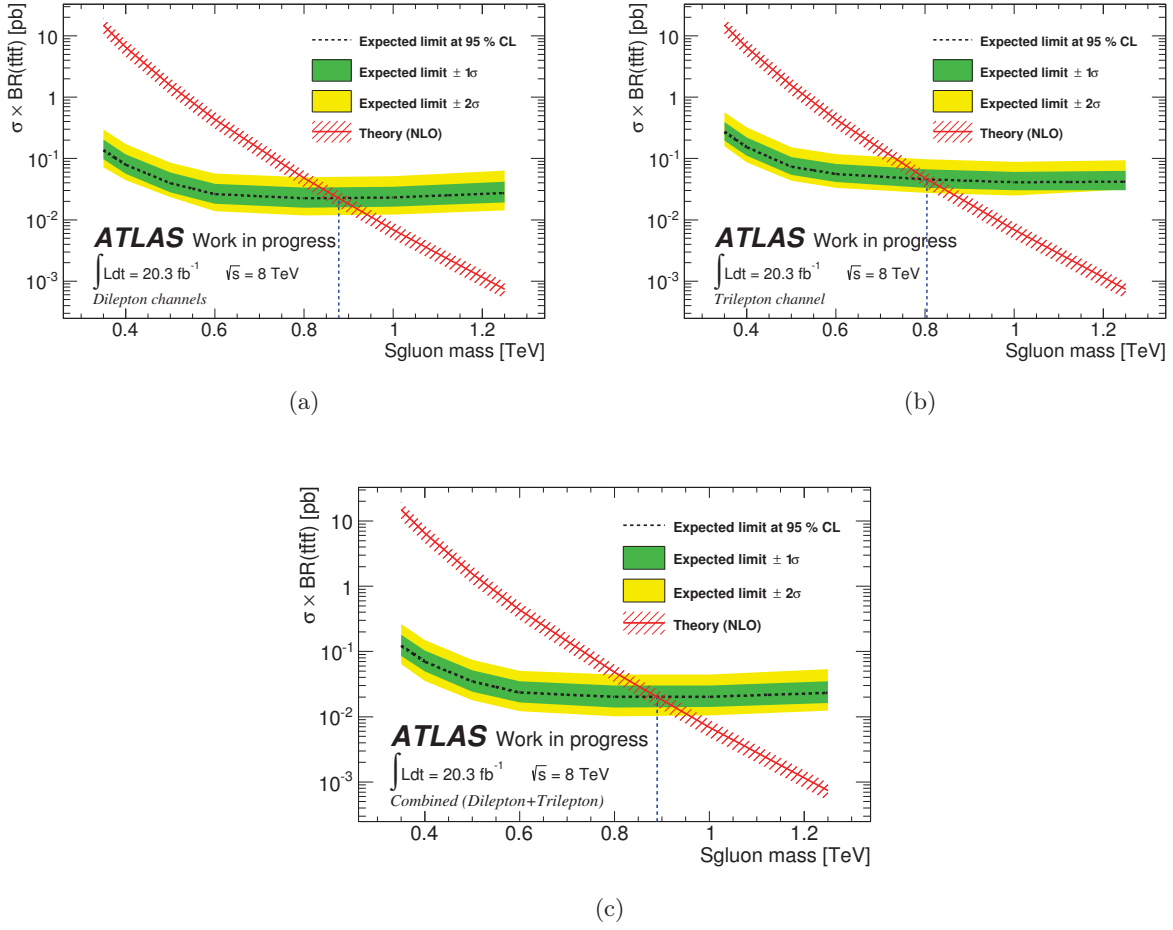 σ × BR(tt̄tt̄) [pb]
10
1
10⁻¹
10⁻²
10⁻³
Expected limit at 95 % CL
Expected limit ± 1σ
Expected limit ± 2σ
Theory (NLO)
ATLAS Work in progress
∫Ldt = 20.3 fb⁻¹ √s = 8 TeV
Dilepton channels
0.4 0.6 0.8 1 1.2
Sgluon mass [TeV]
(a)
σ × BR(tt̄tt̄) [pb]
10
1
10⁻¹
10⁻²
10⁻³
Expected limit at 95 % CL
Expected limit ± 1σ
Expected limit ± 2σ
Theory (NLO)
ATLAS Work in progress
∫Ldt = 20.3 fb⁻¹ √s = 8 TeV
Trilepton channel
0.4 0.6 0.8 1 1.2
Sgluon mass [TeV]
(b)
σ × BR(tt̄tt̄) [pb]
10
1
10⁻¹
10⁻²
10⁻³
Expected limit at 95 % CL
Expected limit ± 1σ
Expected limit ± 2σ
Theory (NLO)
ATLAS Work in progress
∫Ldt = 20.3 fb⁻¹ √s = 8 TeV
Combined (Dilepton+Trilepton)
0.4 0.6 0.8 1 1.2
Sgluon mass [TeV]
(c)